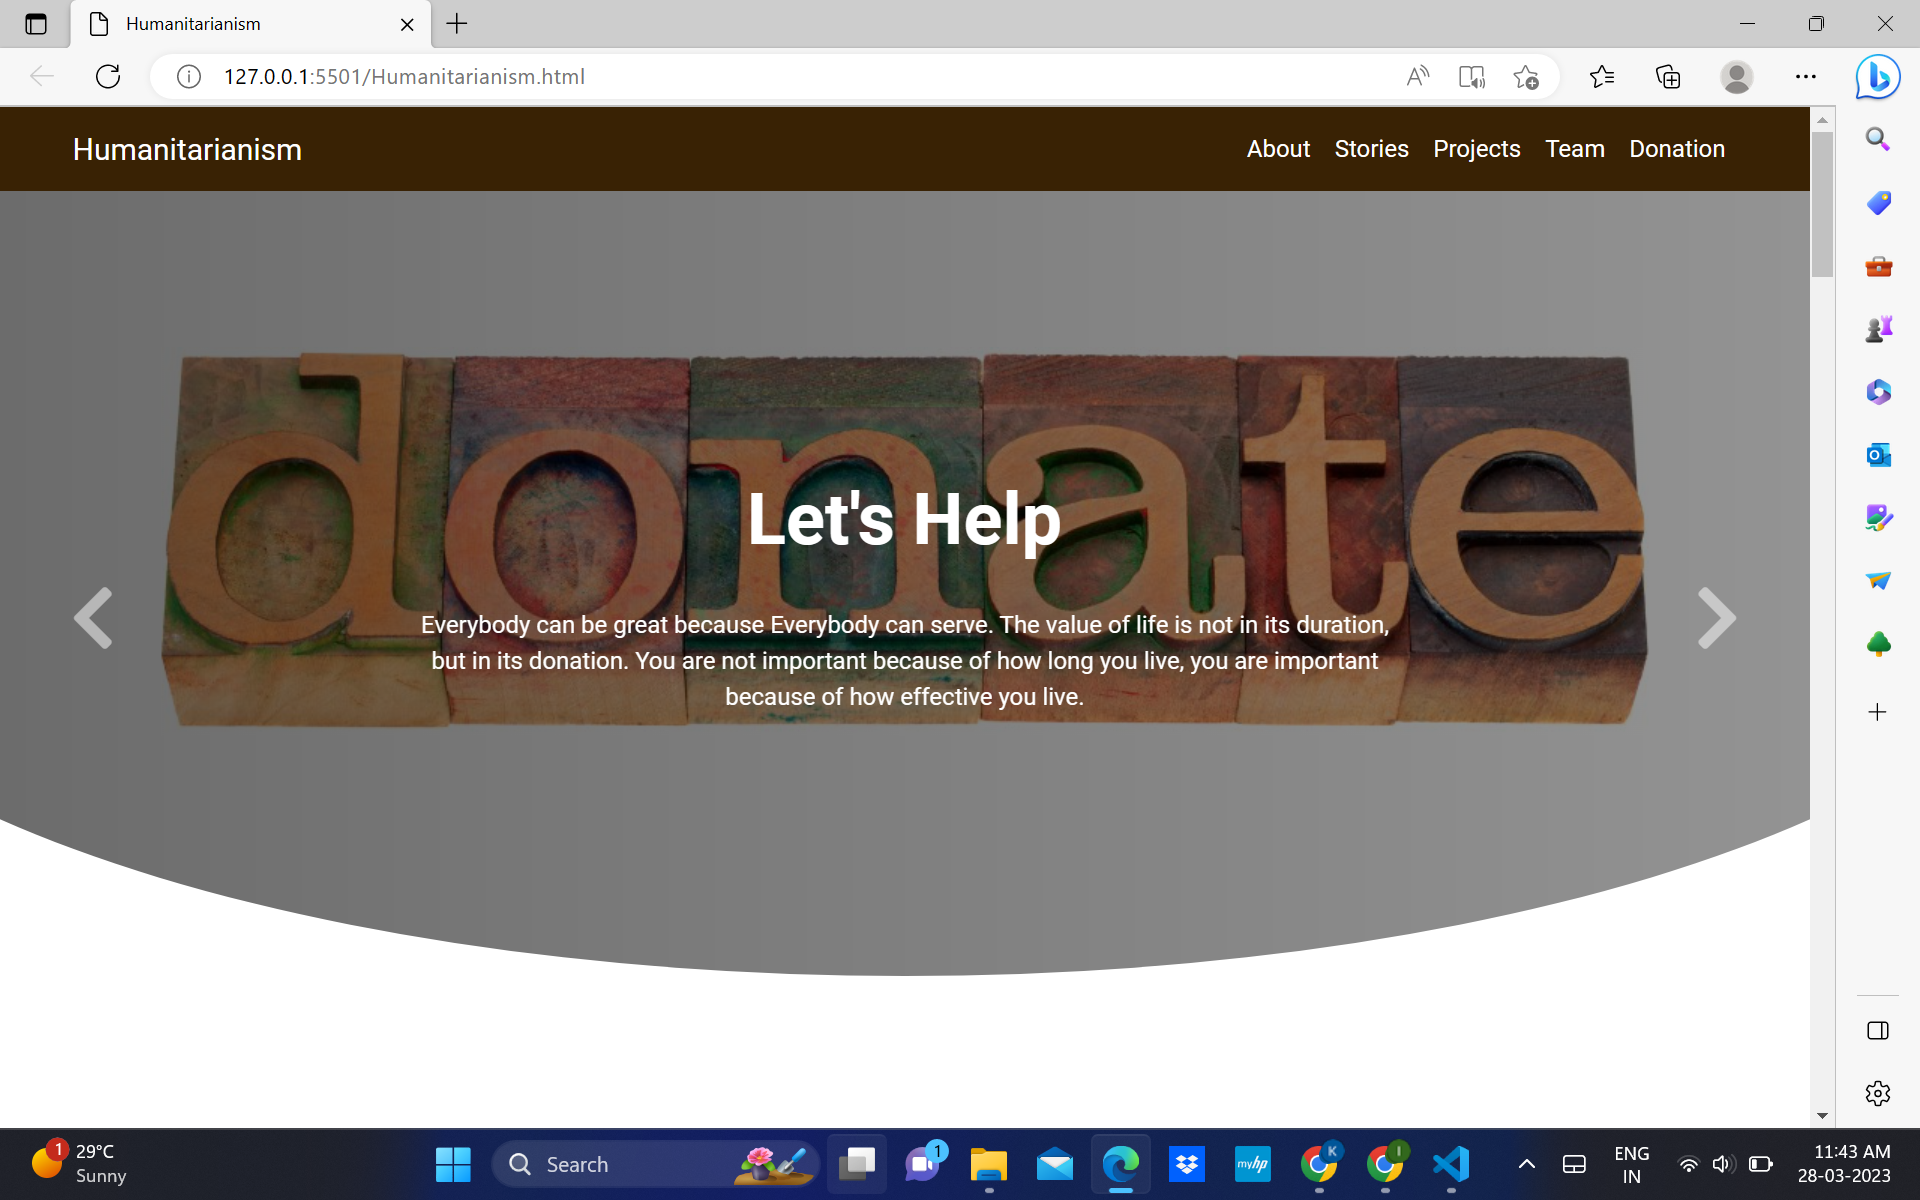 Humanitarianism
127.0.0.1:5501/Humanitarianism.html
Humanitarianism
About Stories Projects Team Donation
donate
Let's Help
Everybody can be great because Everybody can serve. The value of life is not in its duration,
but in its donation. You are not important because of how long you live, you are important
because of how effective you live.
1
29°C
Sunny
Search
1
myhp
K
I
ENG
IN
11:43 AM
28-03-2023